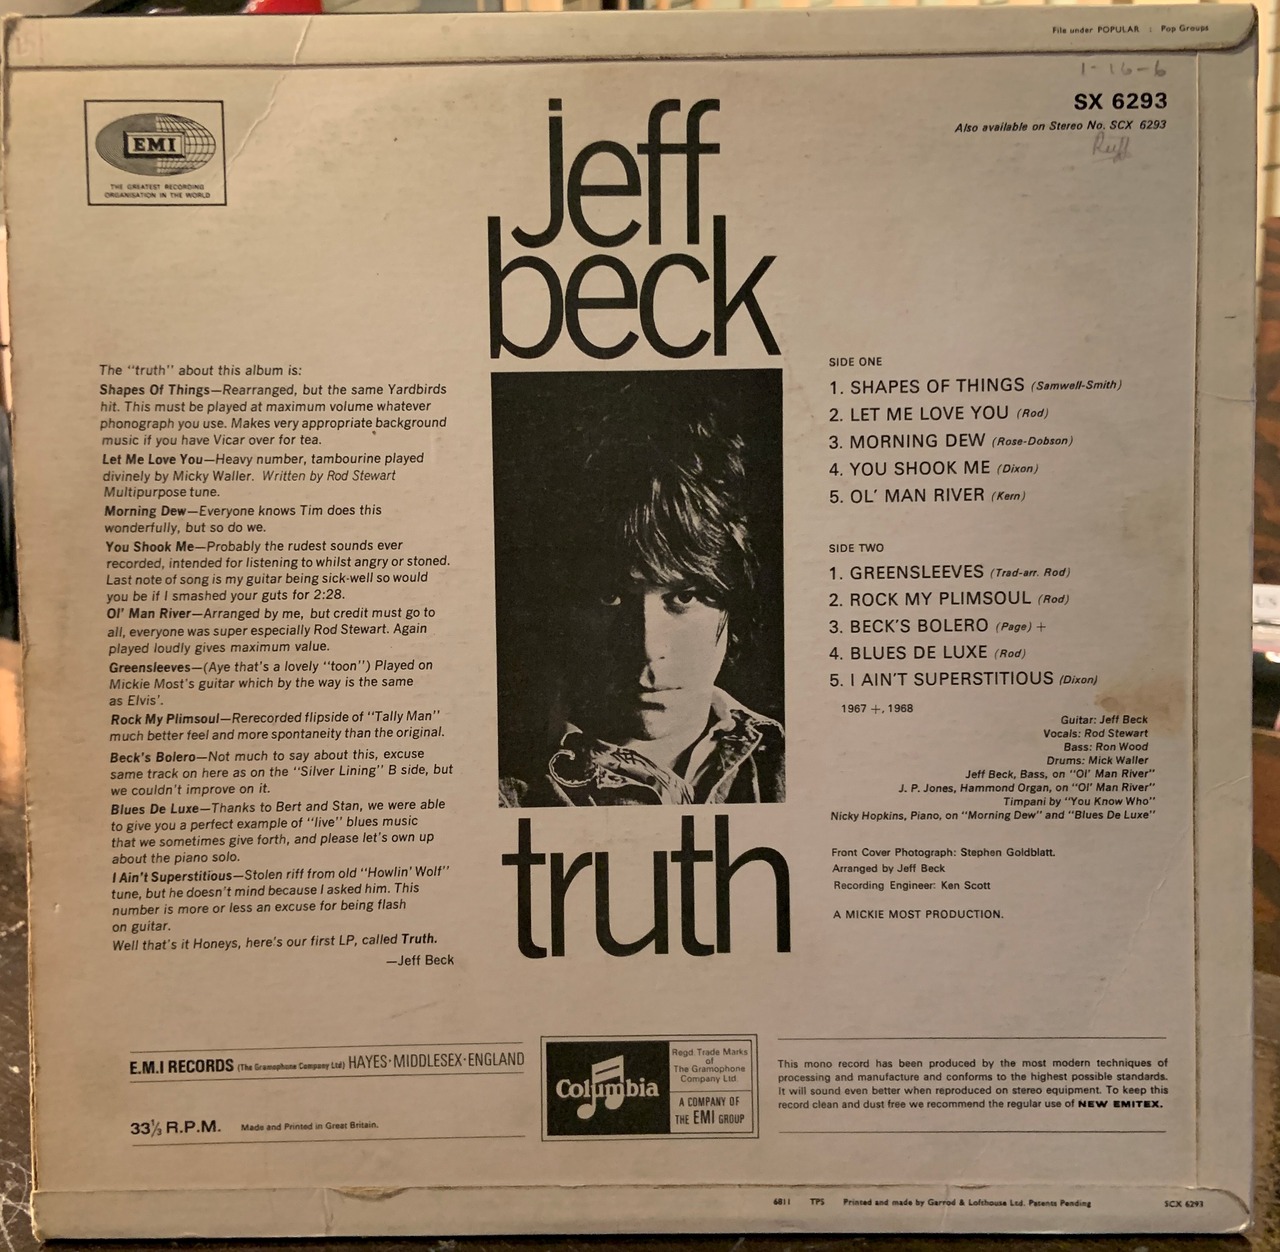 File under POPULAR : Pop Groups
1-16-6
SX 6293
Also available on Stereo No. SCX 6293
EMI
THE GREATEST RECORDING
ORGANISATION IN THE WORLD
jeff
beck
The "truth" about this album is:
Shapes Of Things—Rearranged, but the same Yardbirds
hit. This must be played at maximum volume whatever
phonograph you use. Makes very appropriate background
music if you have Vicar over for tea.
Let Me Love You—Heavy number, tambourine played
divinely by Micky Waller. Written by Rod Stewart
Multipurpose tune.
Morning Dew—Everyone knows Tim does this
wonderfully, but so do we.
You Shook Me—Probably the rudest sounds ever
recorded, intended for listening to whilst angry or stoned.
Last note of song is my guitar being sick-well so would
you be if I smashed your guts for 2:28.
Ol' Man River—Arranged by me, but credit must go to
all, everyone was super especially Rod Stewart. Again
played loudly gives maximum value.
Greensleeves—(Aye that's a lovely "toon") Played on
Mickie Most's guitar which by the way is the same
as Elvis'.
Rock My Plimsoul—Rerecorded flipside of "Tally Man"
much better feel and more spontaneity than the original.
Beck's Bolero—Not much to say about this, excuse
same track on here as on the "Silver Lining" B side, but
we couldn't improve on it.
Blues De Luxe—Thanks to Bert and Stan, we were able
to give you a perfect example of "live" blues music
that we sometimes give forth, and please let's own up
about the piano solo.
I Ain't Superstitious—Stolen riff from old "Howlin' Wolf"
tune, but he doesn't mind because I asked him. This
number is more or less an excuse for being flash
on guitar.
Well that's it Honeys, here's our first LP, called Truth.
—Jeff Beck
SIDE ONE
1. SHAPES OF THINGS (Samwell-Smith)
2. LET ME LOVE YOU (Rod)
3. MORNING DEW (Rose-Dobson)
4. YOU SHOOK ME (Dixon)
5. OL' MAN RIVER (Kern)
SIDE TWO
1. GREENSLEEVES (Trad-arr. Rod)
2. ROCK MY PLIMSOUL (Rod)
3. BECK'S BOLERO (Page) +
4. BLUES DE LUXE (Rod)
5. I AIN'T SUPERSTITIOUS (Dixon)
1967 +, 1968
Guitar: Jeff Beck
Vocals: Rod Stewart
Bass: Ron Wood
Drums: Mick Waller
Jeff Beck, Bass, on "Ol' Man River"
J. P. Jones, Hammond Organ, on "Ol' Man River"
Timpani by "You Know Who"
Nicky Hopkins, Piano, on "Morning Dew" and "Blues De Luxe"
Front Cover Photograph: Stephen Goldblatt.
Arranged by Jeff Beck
Recording Engineer: Ken Scott
A MICKIE MOST PRODUCTION.
truth
E.M.I RECORDS (The Gramophone Company Ltd) HAYES·MIDDLESEX·ENGLAND
33⅓ R.P.M. Made and Printed in Great Britain.
Columbia
Regd. Trade Marks
of
The Gramophone
Company Ltd.
A COMPANY OF
THE EMI GROUP
This mono record has been produced by the most modern techniques of
processing and manufacture and conforms to the highest possible standards.
It will sound even better when reproduced on stereo equipment. To keep this
record clean and dust free we recommend the regular use of NEW EMITEX.
6811 TPS Printed and made by Garrod & Lofthouse Ltd. Patents Pending
SCX 6293